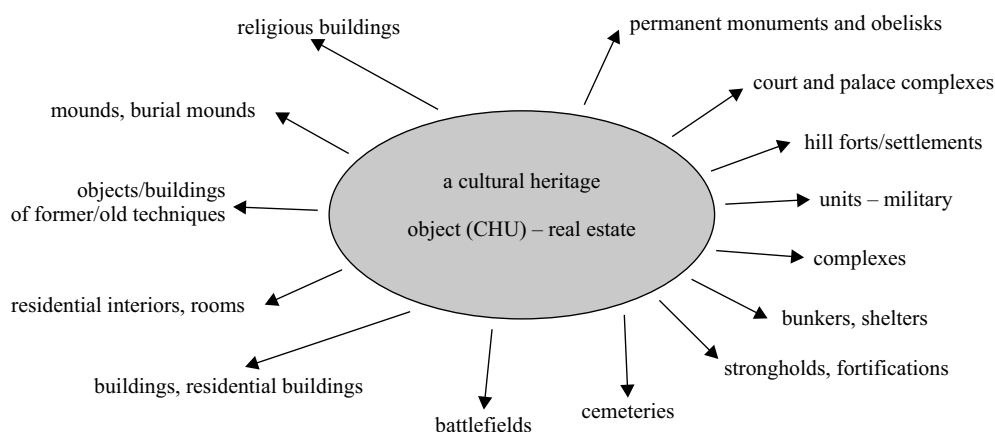 religious buildings
permanent monuments and obelisks
court and palace complexes
mounds, burial mounds
hill forts/settlements
a cultural heritage
objects/buildings
of former/old techniques
units – military
object (CHU) – real estate
complexes
residential interiors, rooms
bunkers, shelters
strongholds, fortifications
buildings, residential buildings
cemeteries
battlefields